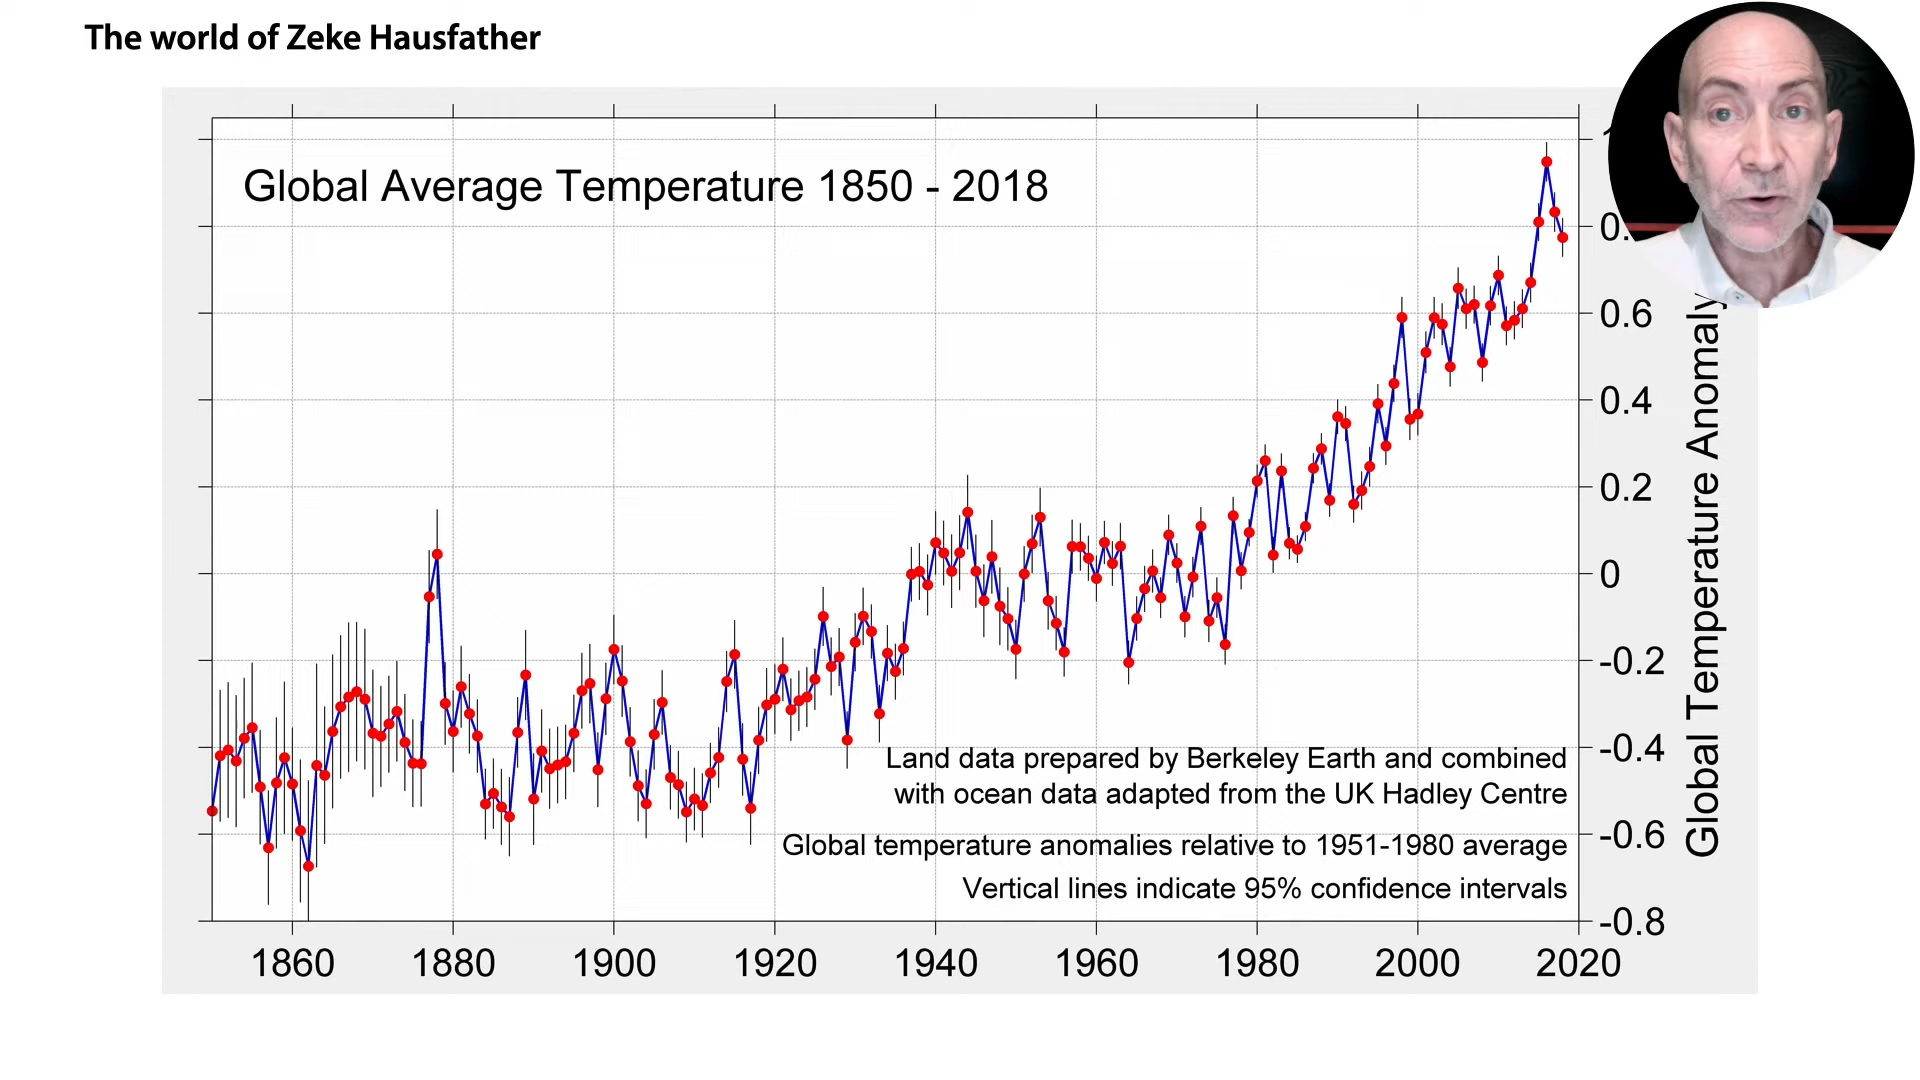 The world of Zeke Hausfather
Global Average Temperature 1850 - 2018
0.6
0.4
0.2
0
-0.2
-0.4
-0.6
-0.8
Global Temperature Anomaly
Land data prepared by Berkeley Earth and combined
with ocean data adapted from the UK Hadley Centre
Global temperature anomalies relative to 1951-1980 average
Vertical lines indicate 95% confidence intervals
1860 1880 1900 1920 1940 1960 1980 2000 2020